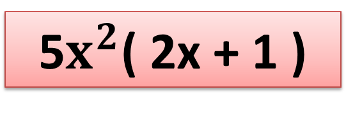 5x²( 2x + 1 )